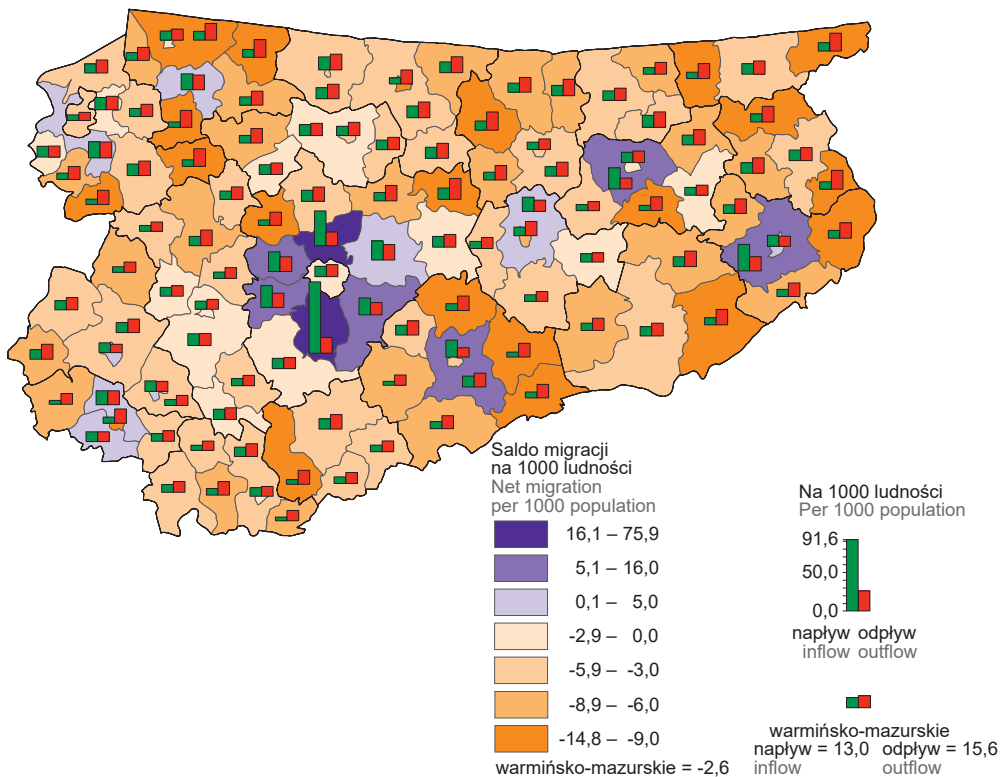 Saldo migracji
na 1000 ludności
Net migration
per 1000 population
16,1 – 75,9
5,1 – 16,0
0,1 – 5,0
-2,9 – 0,0
-5,9 – -3,0
-8,9 – -6,0
-14,8 – -9,0
warmińsko-mazurskie = -2,6
Na 1000 ludności
Per 1000 population
91,6
50,0
0,0
napływ odpływ
inflow outflow
warmińsko-mazurskie
napływ = 13,0 odpływ = 15,6
inflow outflow